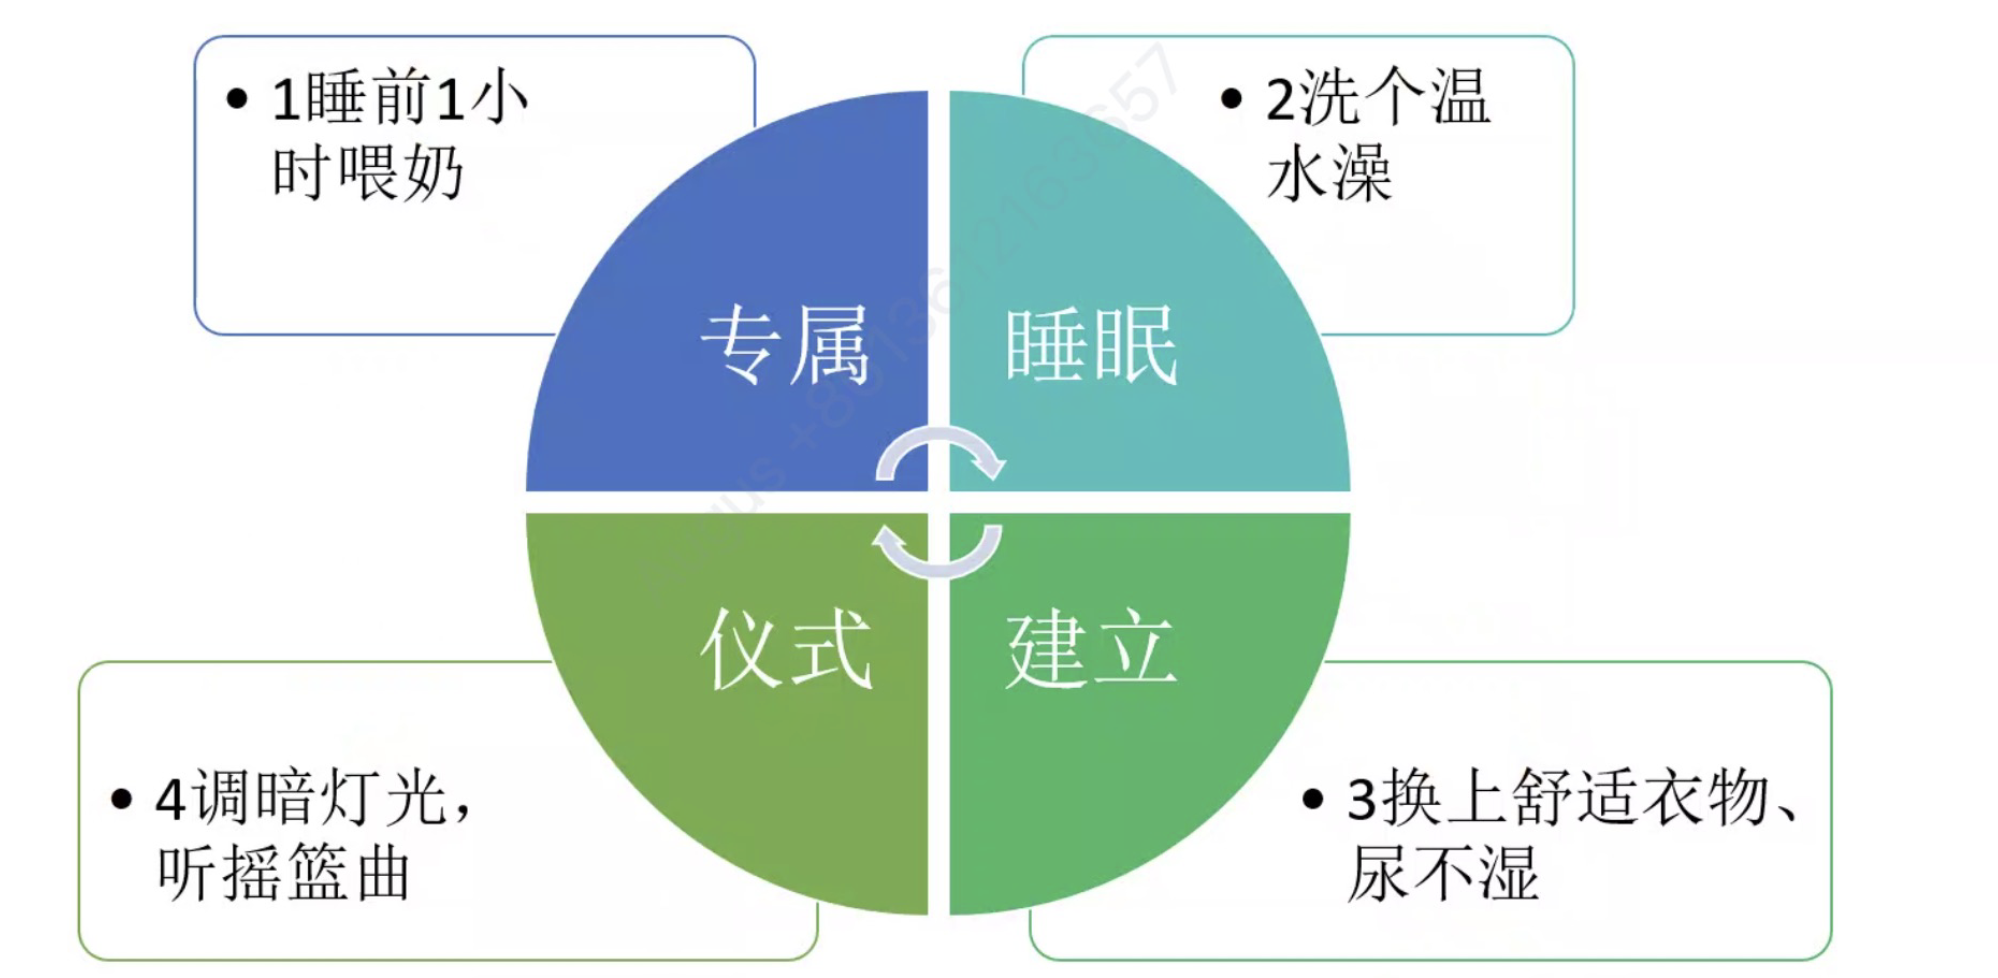 • 1睡前1小
时喂奶
• 2洗个温
水澡
专属
睡眠
仪式
建立
• 4调暗灯光，
听摇篮曲
• 3换上舒适衣物、
尿不湿